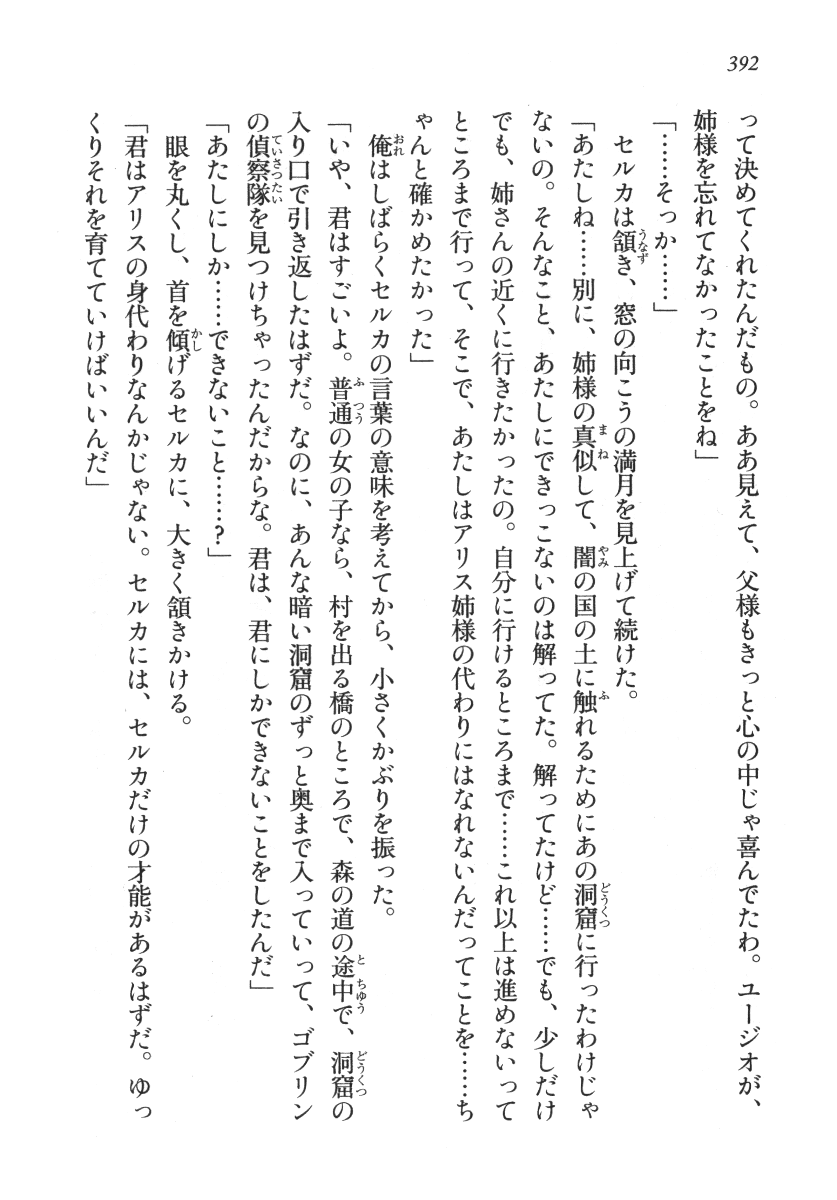 392
って決めてくれたんだもの。ああ見えて、父様もきっと心の中じゃ喜んでたわ。ユージオが、
姉様を忘れてなかったことをね」
「……そっか……」
セルカは頷き、窓の向こうの満月を見上げて続けた。
「あたしね……別に、姉様の真似して、闇の国の土に触れるためにあの洞窟に行ったわけじゃ
ないの。そんなこと、あたしにできっこないのは解ってた。解ってたけど……でも、少しだけ
でも、姉さんの近くに行きたかったの。自分に行けるところまで……これ以上は進めないって
ところまで行って、そこで、あたしはアリス姉様の代わりにはなれないんだってことを……ち
ゃんと確かめたかった」
俺はしばらくセルカの言葉の意味を考えてから、小さくかぶりを振った。
「いや、君はすごいよ。普通の女の子なら、村を出る橋のところで、森の道の途中で、洞窟の
入り口で引き返したはずだ。なのに、あんな暗い洞窟のずっと奥まで入っていって、ゴブリン
の偵察隊を見つけちゃったんだからな。君は、君にしかできないことをしたんだ」
「あたしにしか……できないこと……?」
眼を丸くし、首を傾げるセルカに、大きく頷きかける。
「君はアリスの身代わりなんかじゃない。セルカには、セルカだけの才能があるはずだ。ゆっ
くりそれを育てていけばいいんだ」